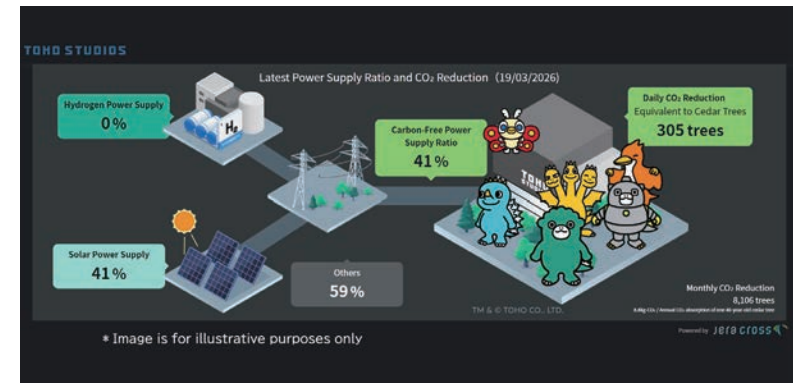 TOHO STUDIOS
Latest Power Supply Ratio and CO₂ Reduction (19/03/2026)
Hydrogen Power Supply
0%
H₂
Carbon-Free Power
Supply Ratio
41%
Daily CO₂ Reduction
Equivalent to Cedar Trees
305 trees
TOHO
Solar Power Supply
41%
Others
59%
Monthly CO₂ Reduction
8,106 trees
TM & © TOHO CO., LTD.
Powered by jera cross
* Image is for illustrative purposes only